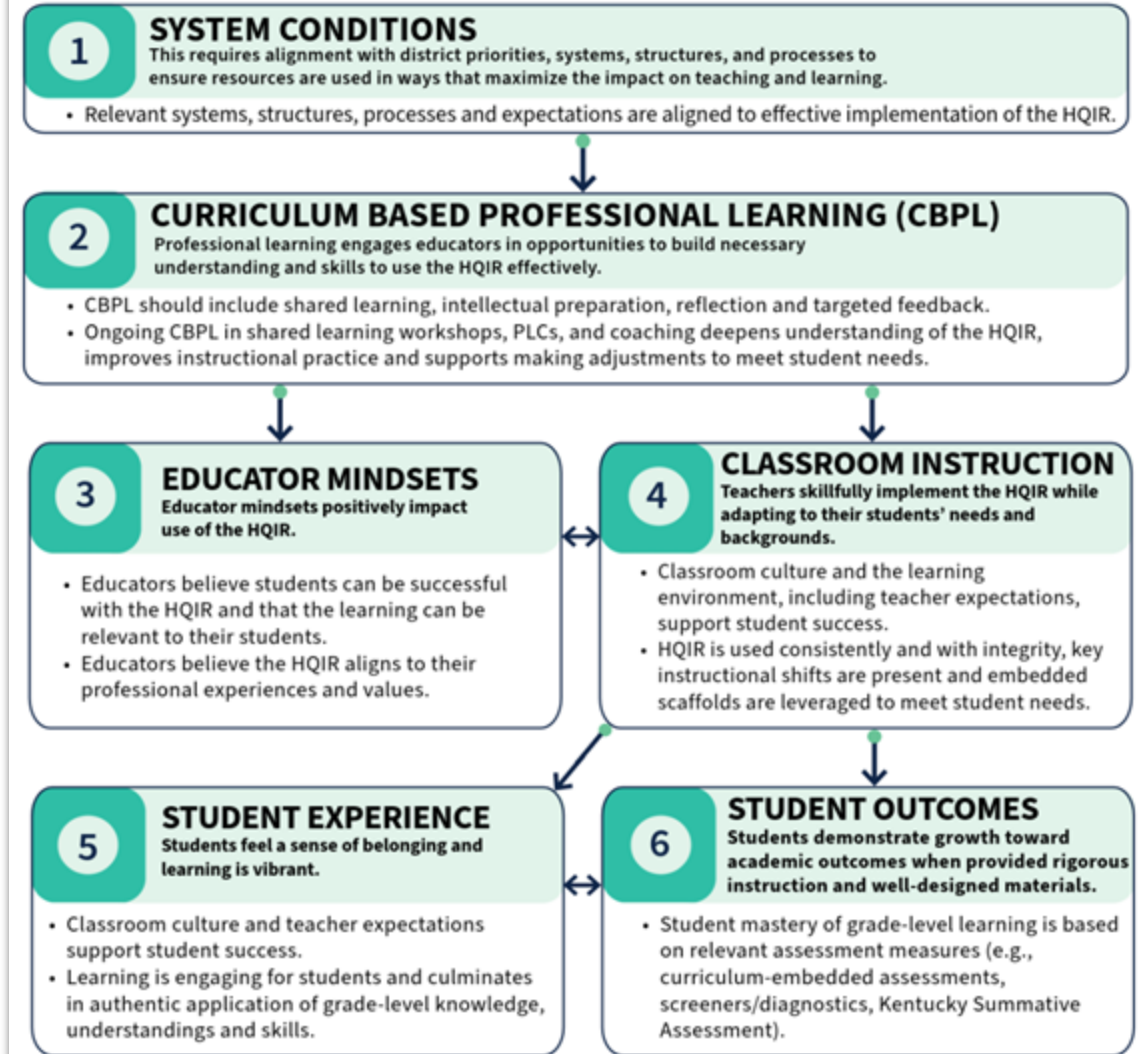 1
SYSTEM CONDITIONS
This requires alignment with district priorities, systems, structures, and processes to
ensure resources are used in ways that maximize the impact on teaching and learning.
• Relevant systems, structures, processes and expectations are aligned to effective implementation of the HQIR.
2
CURRICULUM BASED PROFESSIONAL LEARNING (CBPL)
Professional learning engages educators in opportunities to build necessary
understanding and skills to use the HQIR effectively.
• CBPL should include shared learning, intellectual preparation, reflection and targeted feedback.
• Ongoing CBPL in shared learning workshops, PLCs, and coaching deepens understanding of the HQIR,
improves instructional practice and supports making adjustments to meet student needs.
3
EDUCATOR MINDSETS
Educator mindsets positively impact
use of the HQIR.
• Educators believe students can be successful
with the HQIR and that the learning can be
relevant to their students.
• Educators believe the HQIR aligns to their
professional experiences and values.
4
CLASSROOM INSTRUCTION
Teachers skillfully implement the HQIR while
adapting to their students' needs and
backgrounds.
• Classroom culture and the learning
environment, including teacher expectations,
support student success.
• HQIR is used consistently and with integrity, key
instructional shifts are present and embedded
scaffolds are leveraged to meet student needs.
5
STUDENT EXPERIENCE
Students feel a sense of belonging and
learning is vibrant.
• Classroom culture and teacher expectations
support student success.
• Learning is engaging for students and culminates
in authentic application of grade-level knowledge,
understandings and skills.
6
STUDENT OUTCOMES
Students demonstrate growth toward
academic outcomes when provided rigorous
instruction and well-designed materials.
• Student mastery of grade-level learning is based
on relevant assessment measures (e.g.,
curriculum-embedded assessments,
screeners/diagnostics, Kentucky Summative
Assessment).